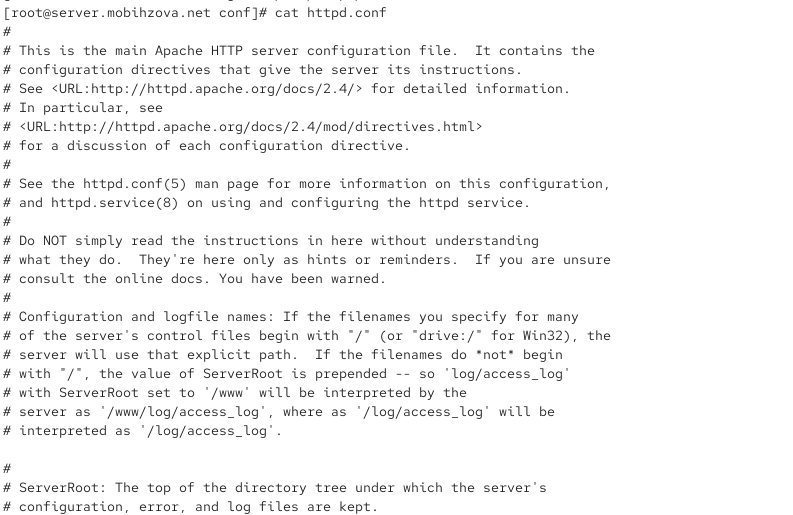 [root@server.mobihzova.net conf]# cat httpd.conf
#
# This is the main Apache HTTP server configuration file.  It contains the
# configuration directives that give the server its instructions.
# See <URL:http://httpd.apache.org/docs/2.4/> for detailed information.
# In particular, see
# <URL:http://httpd.apache.org/docs/2.4/mod/directives.html>
# for a discussion of each configuration directive.
#
# See the httpd.conf(5) man page for more information on this configuration,
# and httpd.service(8) on using and configuring the httpd service.
#
# Do NOT simply read the instructions in here without understanding
# what they do.  They're here only as hints or reminders.  If you are unsure
# consult the online docs. You have been warned.
#
# Configuration and logfile names: If the filenames you specify for many
# of the server's control files begin with "/" (or "drive:/" for Win32), the
# server will use that explicit path.  If the filenames do *not* begin
# with "/", the value of ServerRoot is prepended -- so 'log/access_log'
# with ServerRoot set to '/www' will be interpreted by the
# server as '/www/log/access_log', where as '/log/access_log' will be
# interpreted as '/log/access_log'.

#
# ServerRoot: The top of the directory tree under which the server's
# configuration, error, and log files are kept.